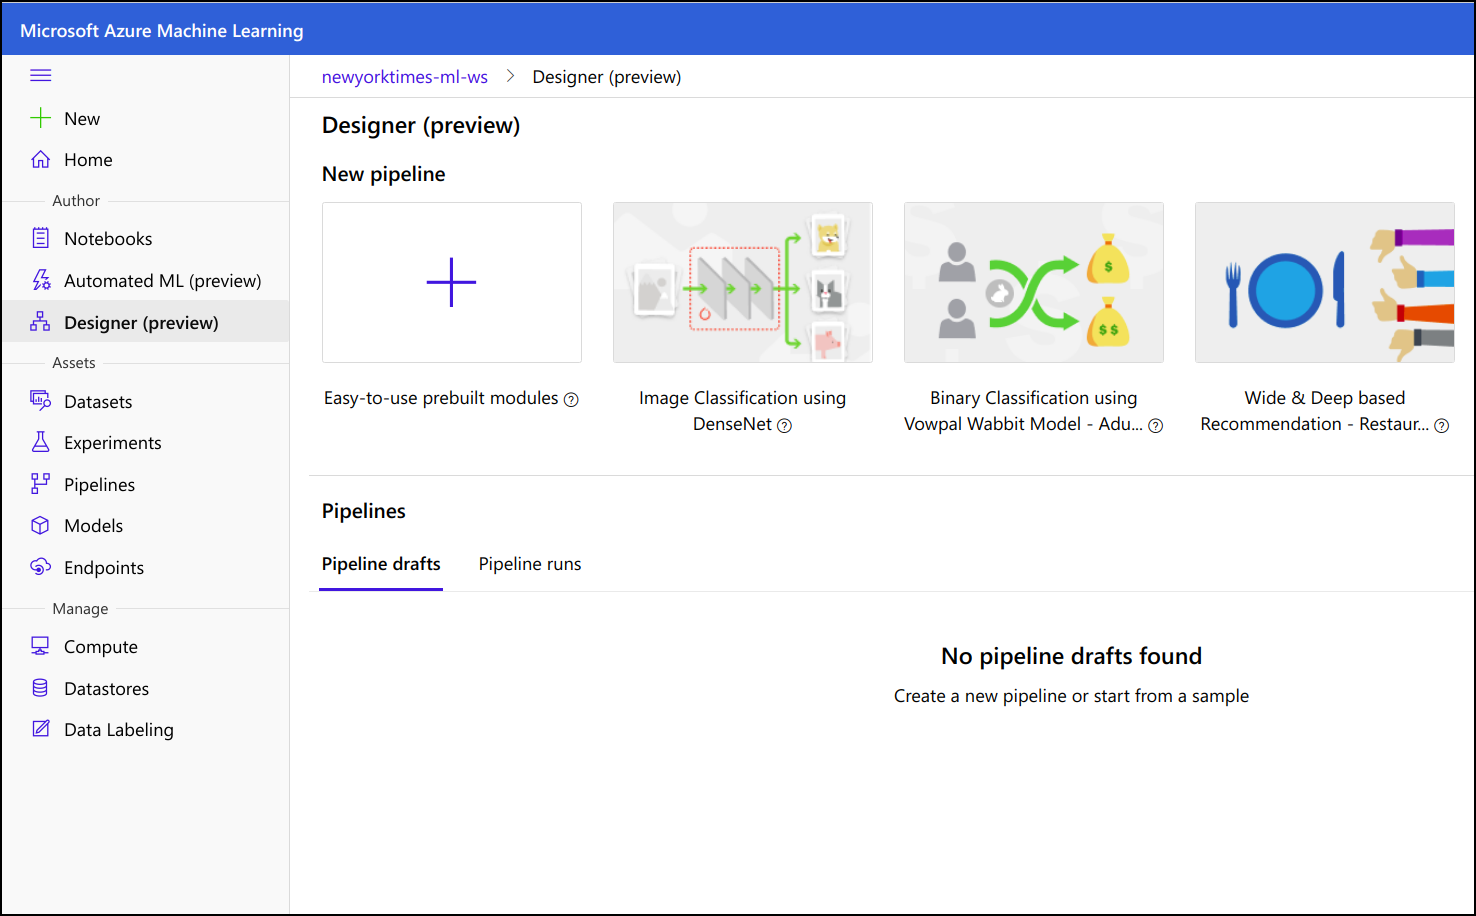 Microsoft Azure Machine Learning
newyorktimes-ml-ws > Designer (preview)
New
Home
Author
Notebooks
Automated ML (preview)
Designer (preview)
Assets
Datasets
Experiments
Pipelines
Models
Endpoints
Manage
Compute
Datastores
Data Labeling
Designer (preview)
New pipeline
$
$$
Easy-to-use prebuilt modules ?
Image Classification using
DenseNet ?
Binary Classification using
Vowpal Wabbit Model - Adu... ?
Wide & Deep based
Recommendation - Restaur... ?
Pipelines
Pipeline drafts
Pipeline runs
No pipeline drafts found
Create a new pipeline or start from a sample